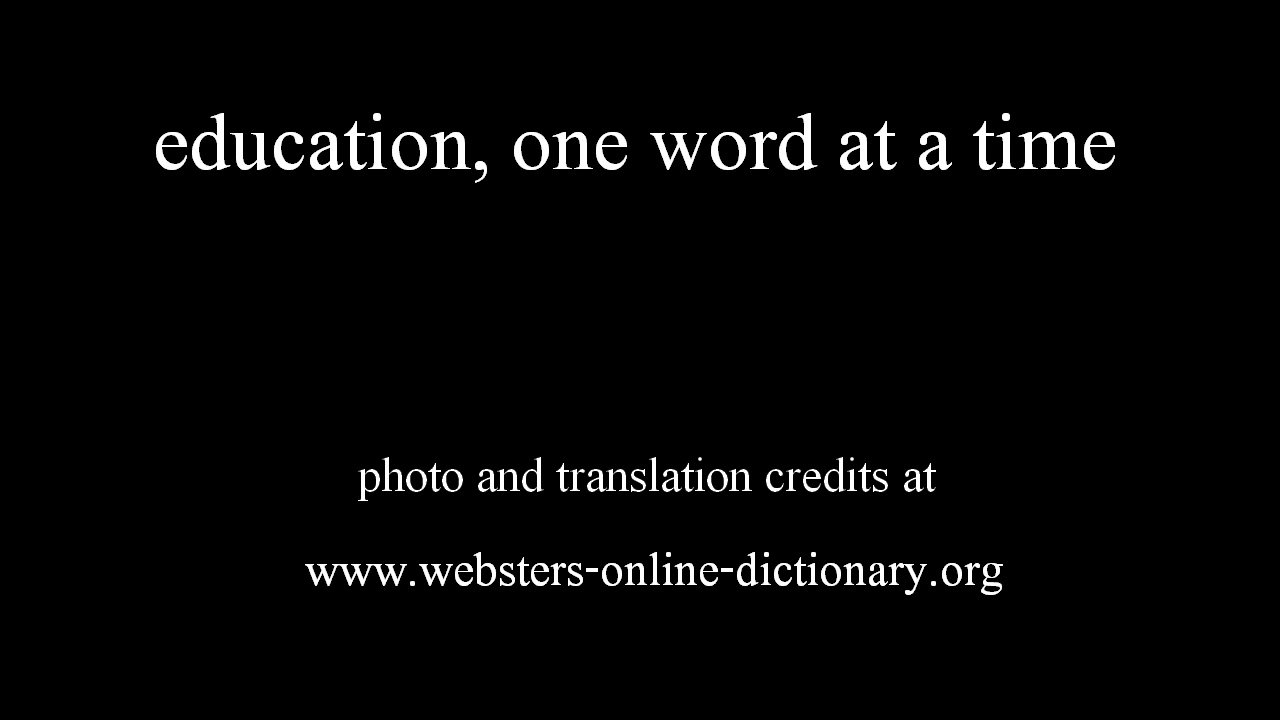 education, one word at a time
photo and translation credits at
www.websters-online-dictionary.org